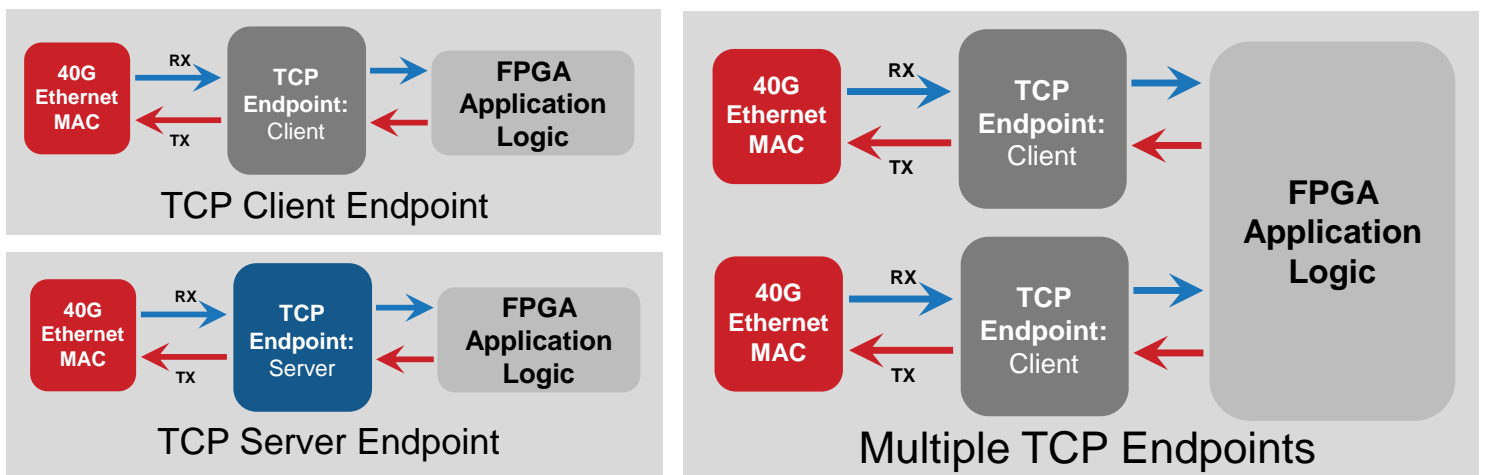 40G
Ethernet
MAC
RX
TX
TCP
Endpoint:
Client
FPGA
Application
Logic
TCP Client Endpoint
40G
Ethernet
MAC
RX
TX
TCP
Endpoint:
Server
FPGA
Application
Logic
TCP Server Endpoint
40G
Ethernet
MAC
RX
TX
TCP
Endpoint:
Client
40G
Ethernet
MAC
RX
TX
TCP
Endpoint:
Client
FPGA
Application
Logic
Multiple TCP Endpoints